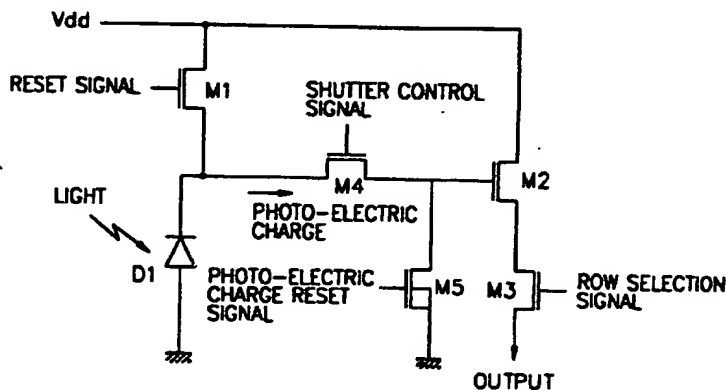 Vdd
RESET SIGNAL
M1
SHUTTER CONTROL
SIGNAL
M4
M2
LIGHT
PHOTO-ELECTRIC
CHARGE
D1
PHOTO-ELECTRIC
CHARGE RESET
SIGNAL
M5
M3
ROW SELECTION
SIGNAL
OUTPUT